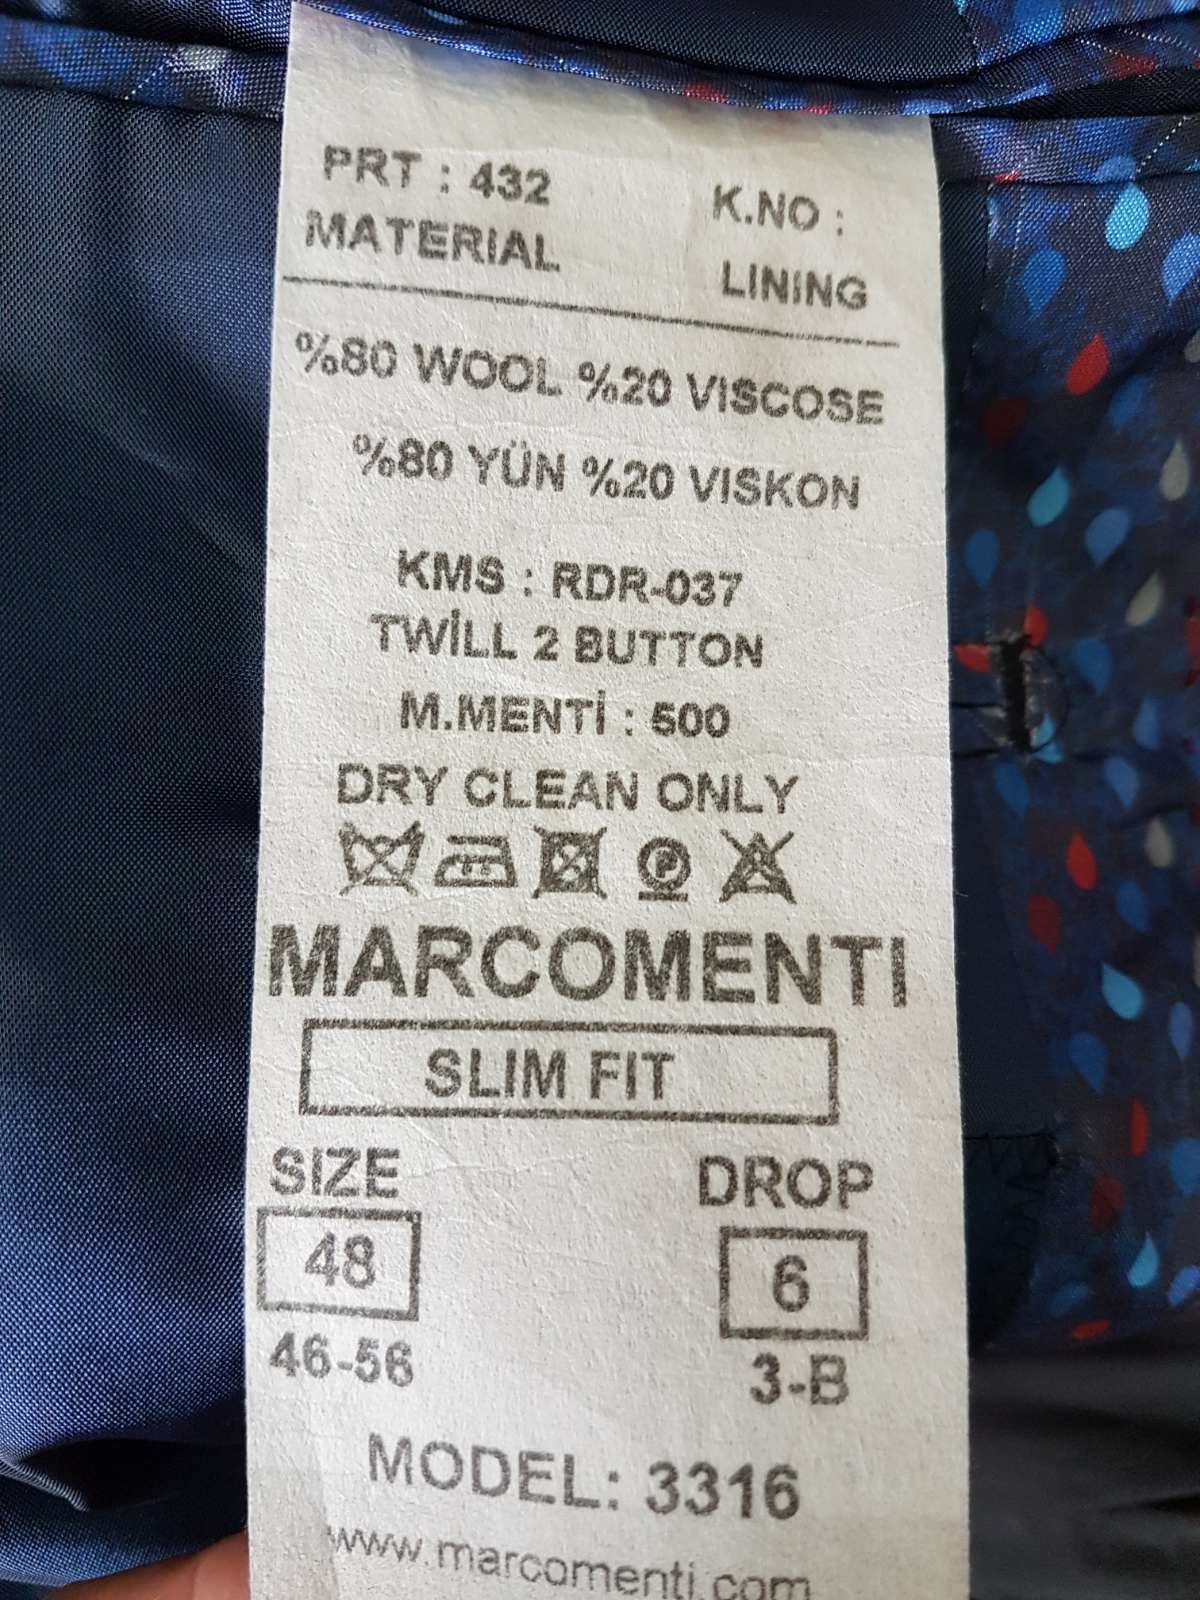 PRT : 432 K.NO :
MATERIAL LINING
%80 WOOL %20 VISCOSE
%80 YÜN %20 VISKON
KMS : RDR-037
TWİLL 2 BUTTON
M.MENTİ : 500
DRY CLEAN ONLY
P
MARCOMENTI
SLIM FIT
SIZE DROP
48 6
46-56 3-B
MODEL: 3316
www.marcomenti.com